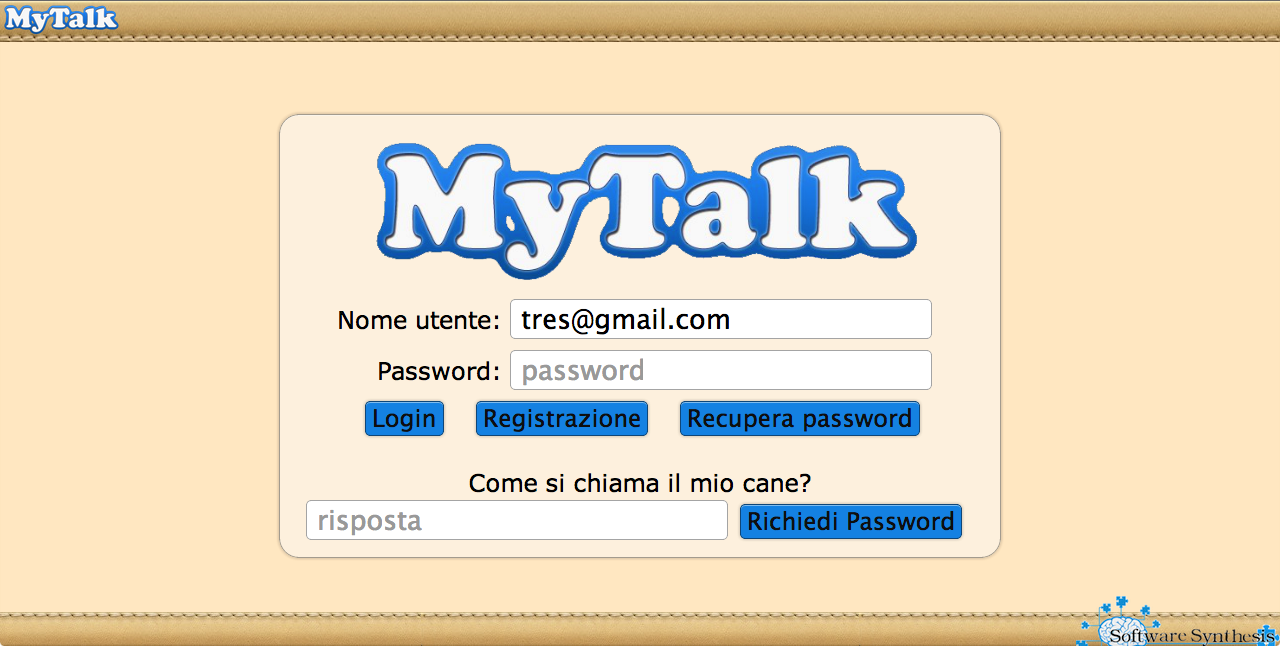 MyTalk
MyTalk
Nome utente: tres@gmail.com
Password: password
Login Registrazione Recupera password
Come si chiama il mio cane?
risposta Richiedi Password
Software Synthesis